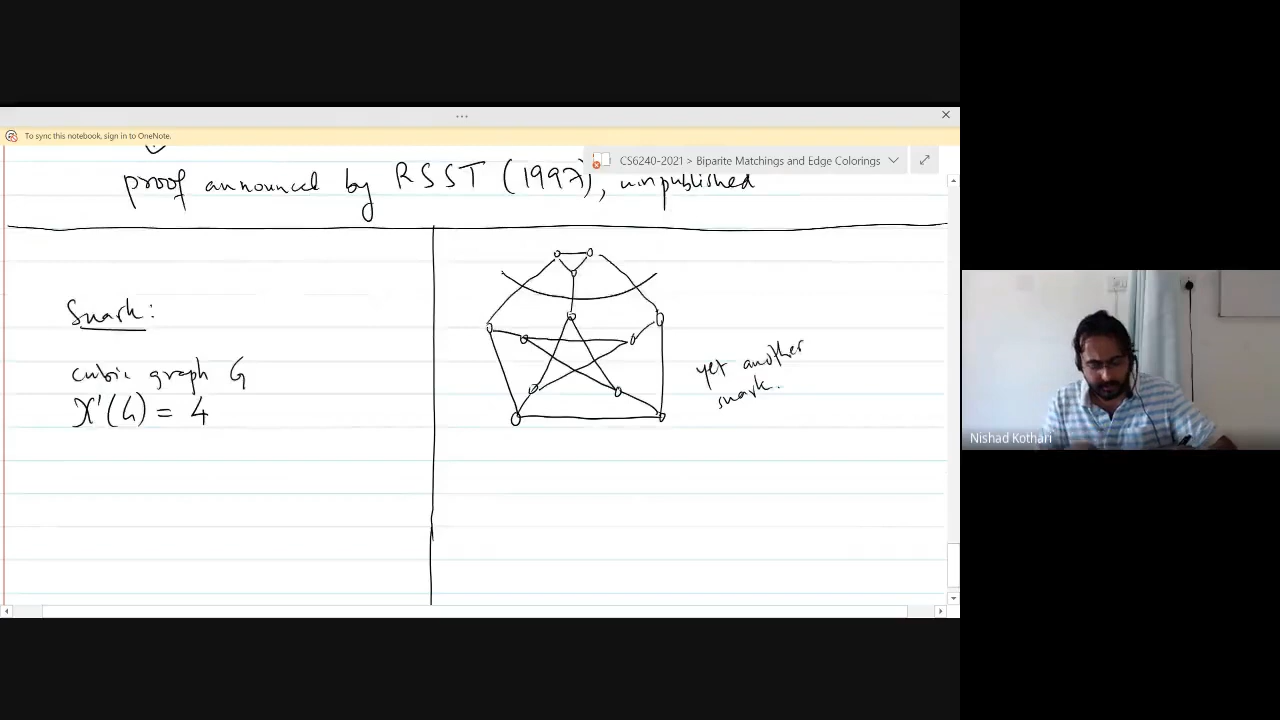 To sync this notebook, sign in to OneNote.
CS6240-2021 > Biparite Matchings and Edge Colorings
proof announced by RSST (1997), unpublished
Snark:
cubic graph G
χ'(G) = 4
yet another
snark.
Nishad Kothari